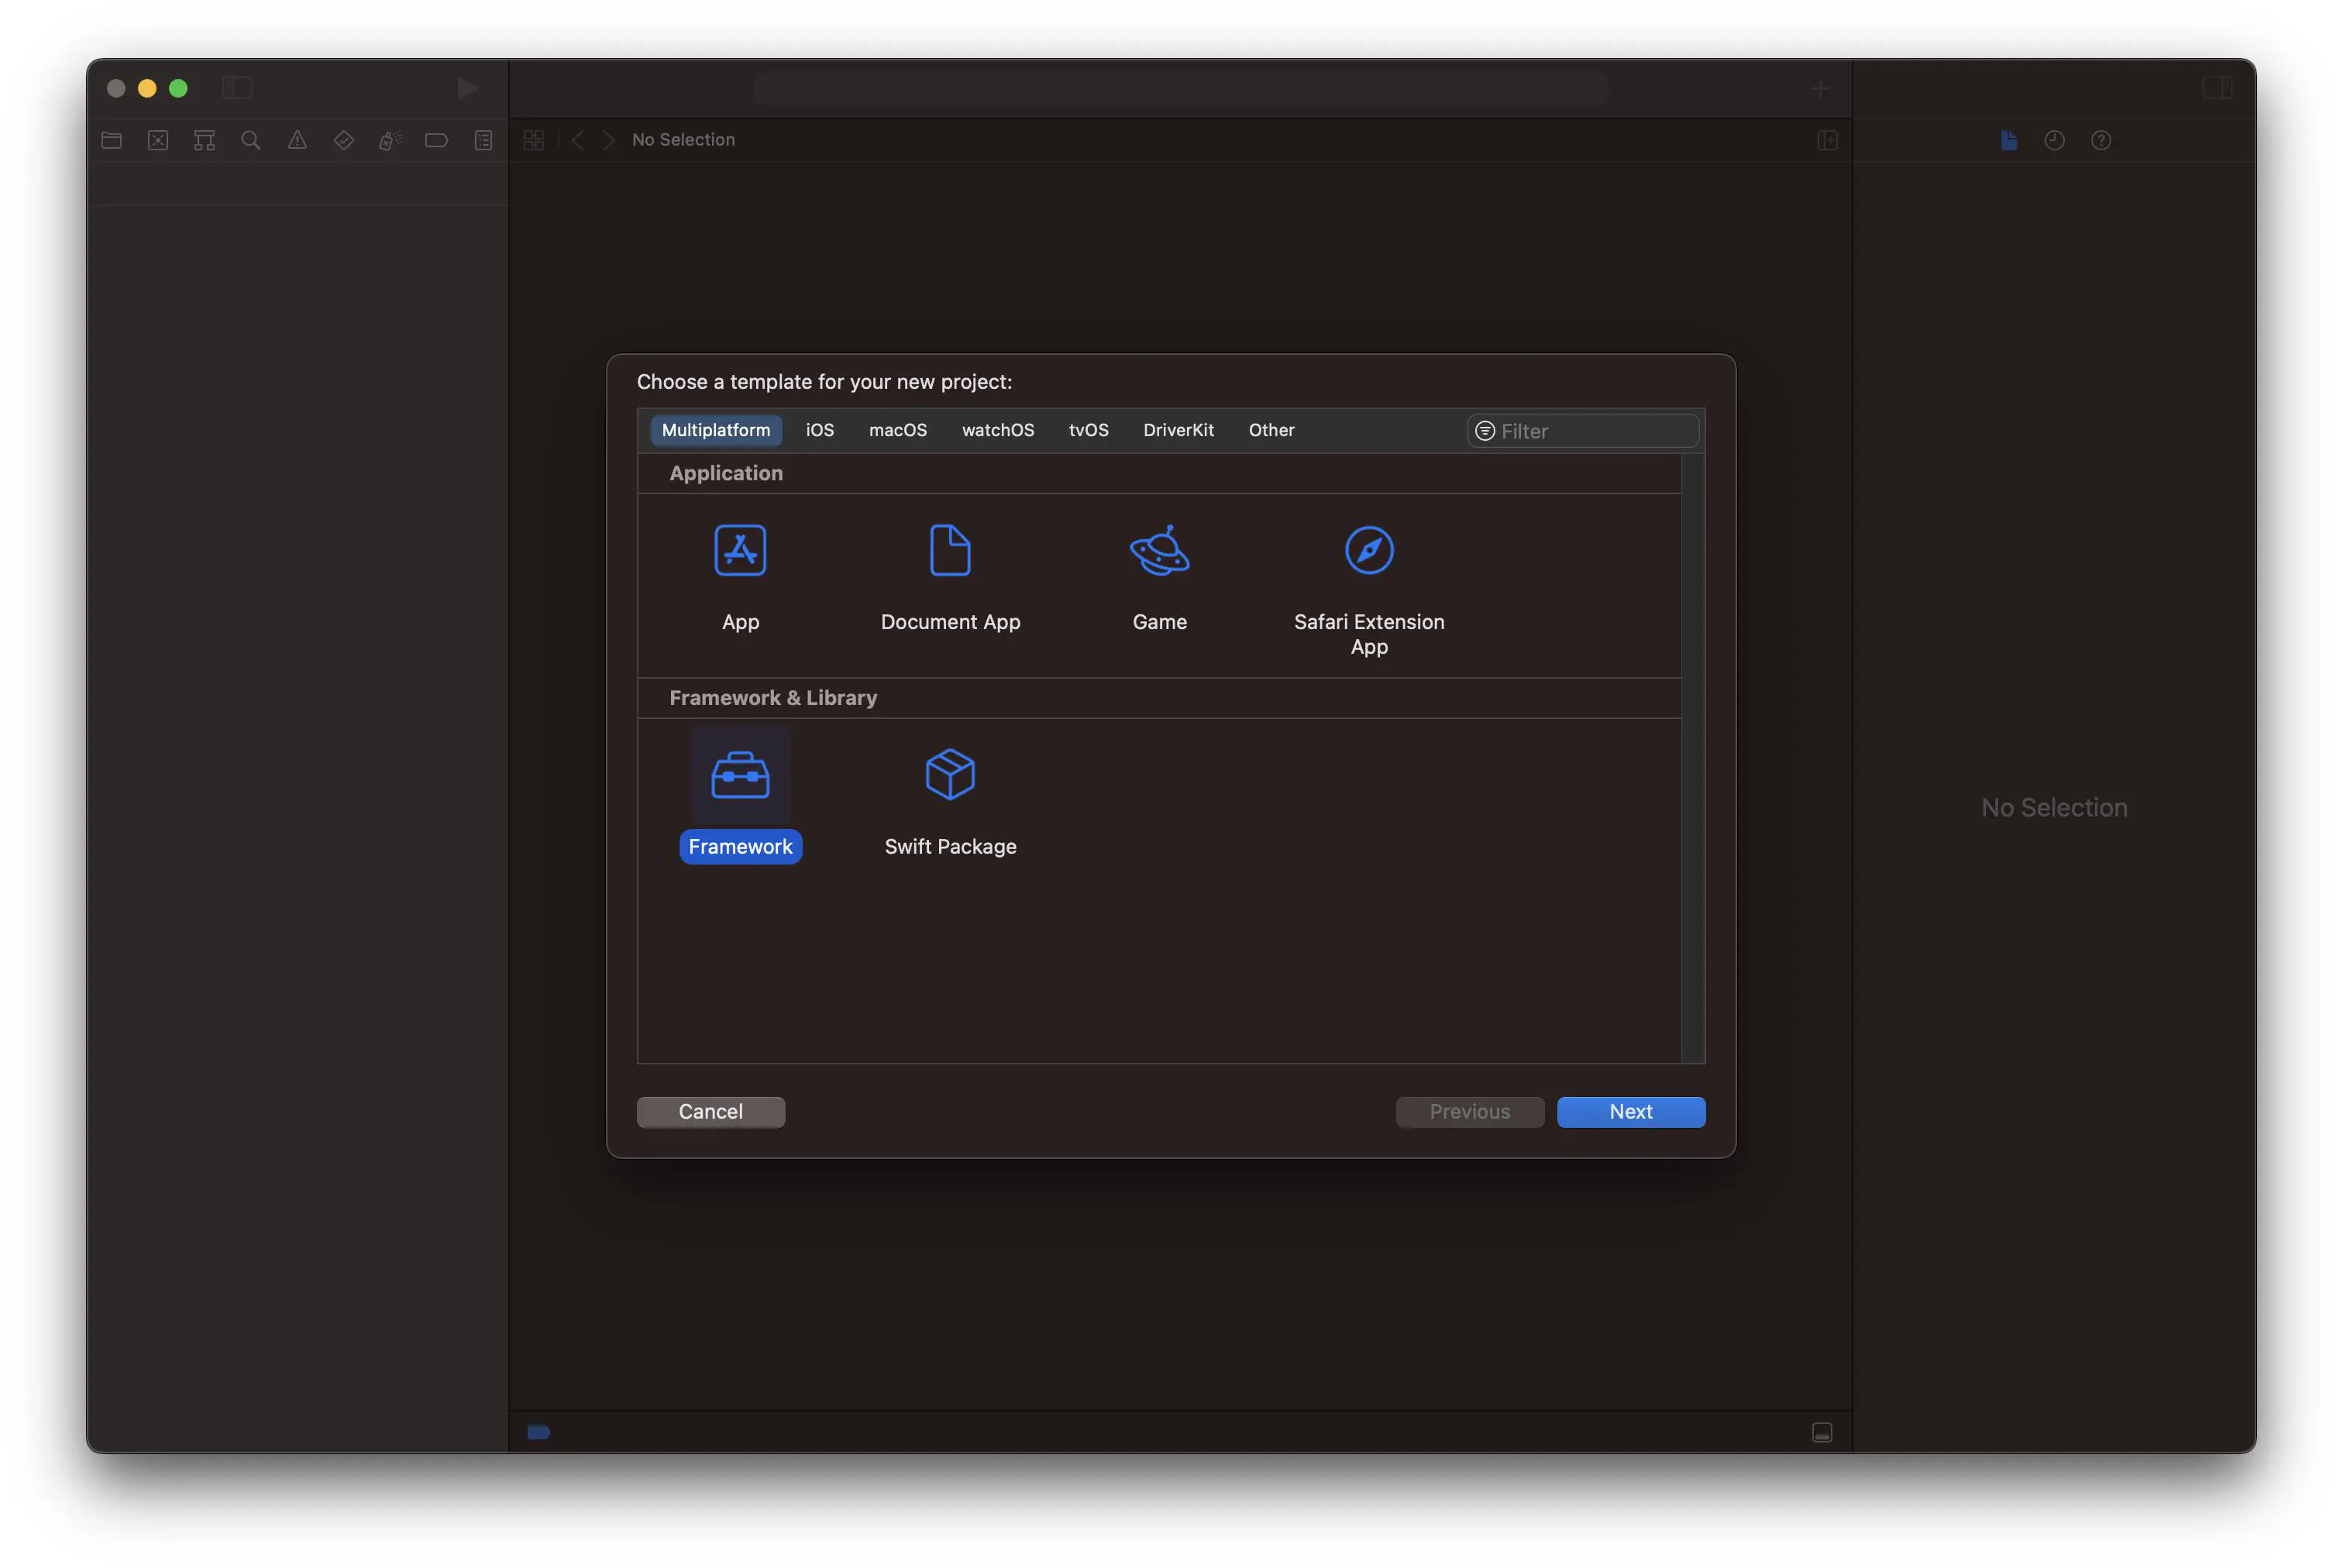 No Selection
Choose a template for your new project:
Multiplatform iOS macOS watchOS tvOS DriverKit Other Filter
Application
App Document App Game Safari Extension
App
Framework & Library
Framework Swift Package
No Selection
Cancel Previous Next